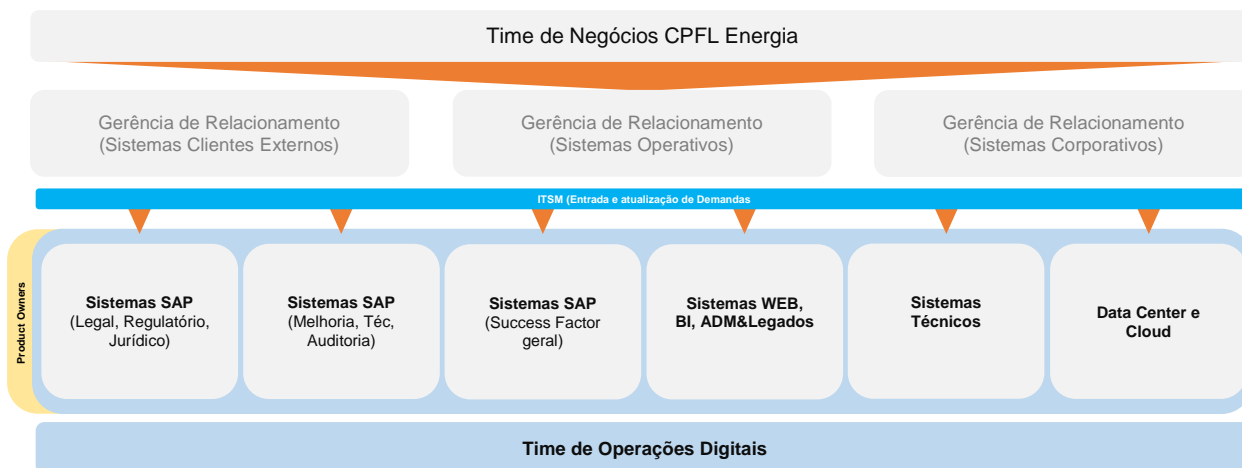 Time de Negócios CPFL Energia
Gerência de Relacionamento
(Sistemas Clientes Externos)
Gerência de Relacionamento
(Sistemas Operativos)
Gerência de Relacionamento
(Sistemas Corporativos)
ITSM (Entrada e atualização de Demandas
Product Owners
Sistemas SAP
(Legal, Regulatório,
Jurídico)
Sistemas SAP
(Melhoria, Téc,
Auditoria)
Sistemas SAP
(Success Factor
geral)
Sistemas WEB,
BI, ADM&Legados
Sistemas
Técnicos
Data Center e
Cloud
Time de Operações Digitais